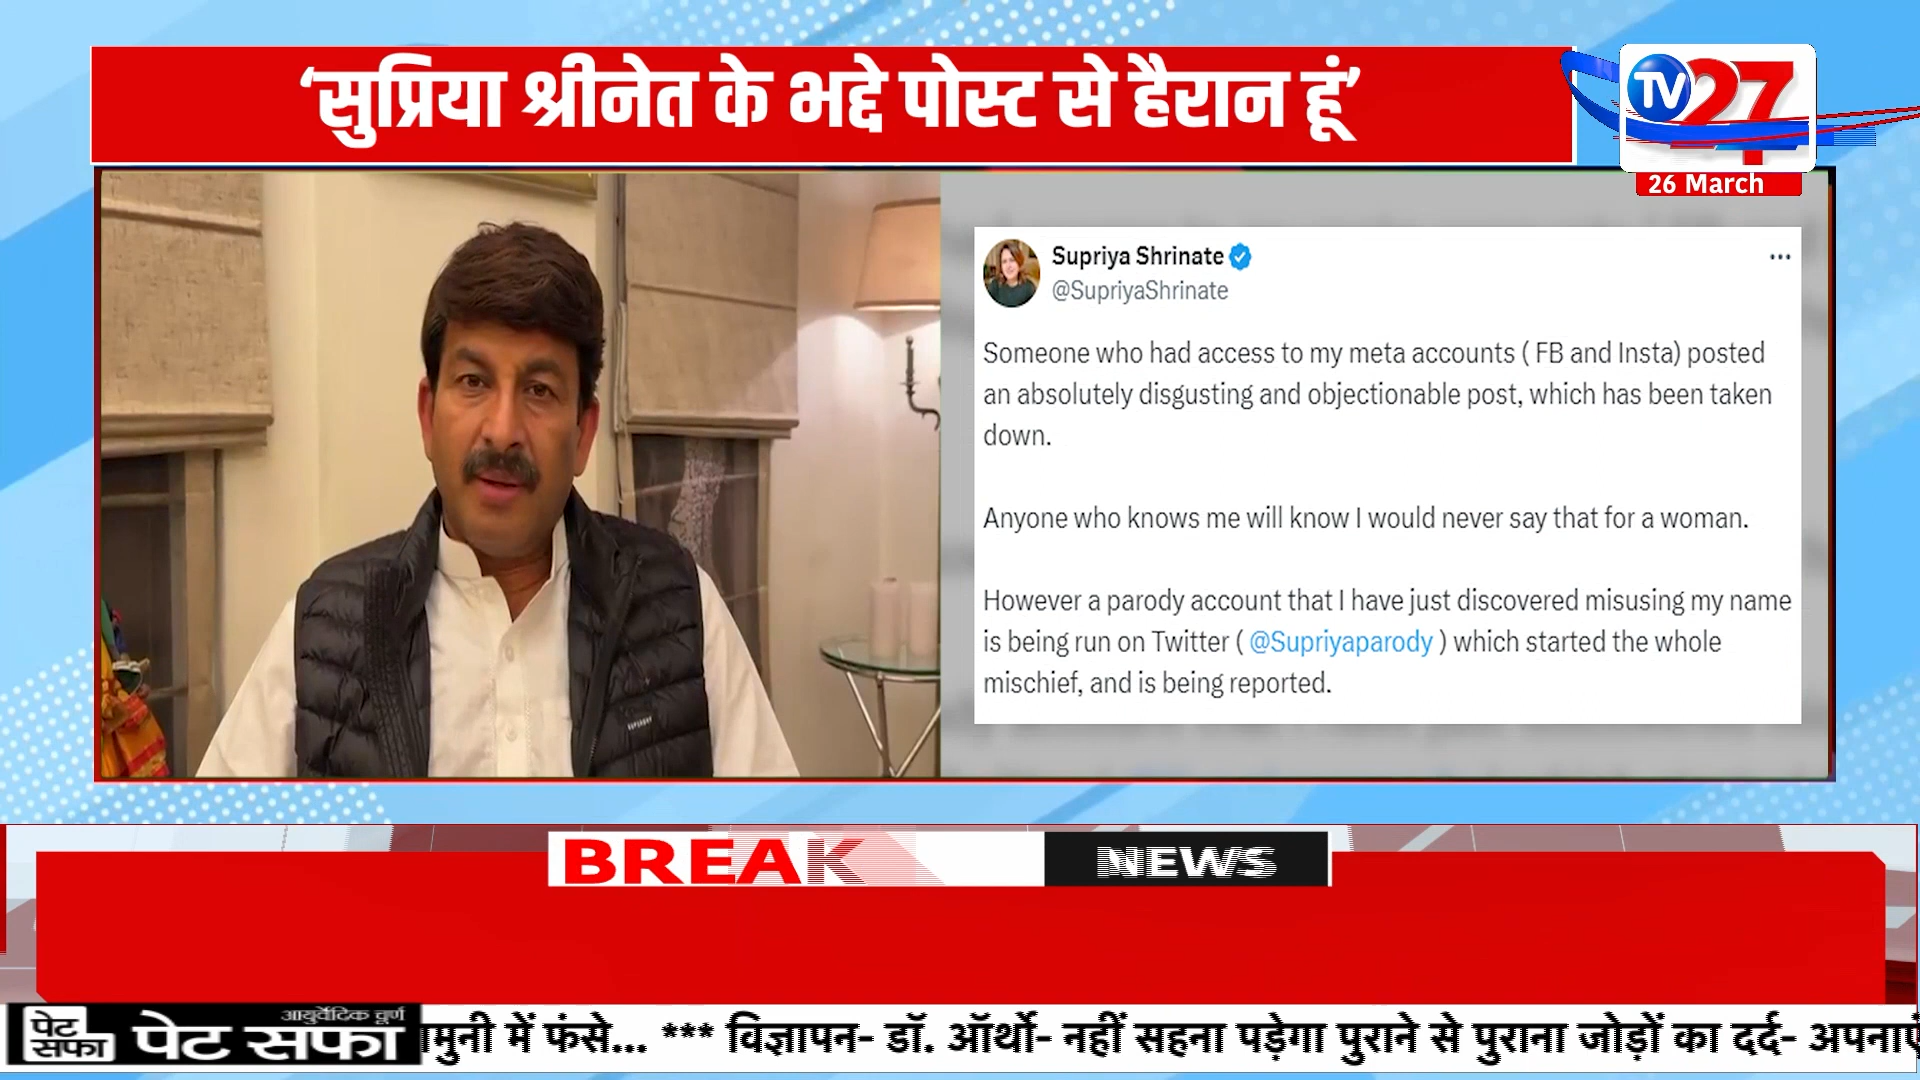 ‘सुप्रिया श्रीनेत के भद्दे पोस्ट से हैरान हूं’
TV
27
26 March
Supriya Shrinate
@SupriyaShrinate
Someone who had access to my meta accounts ( FB and Insta) posted
an absolutely disgusting and objectionable post, which has been taken
down.
Anyone who knows me will know I would never say that for a woman.
However a parody account that I have just discovered misusing my name
is being run on Twitter ( @Supriyaparody ) which started the whole
mischief, and is being reported.
BREAK
NEWS
पेट
सफा
आयुर्वेदिक चूर्ण
पेट सफा
में फंसे... *** विज्ञापन- डॉ. ऑर्थो- नहीं सहना पड़ेगा पुराने से पुराना जोड़ों का दर्द-